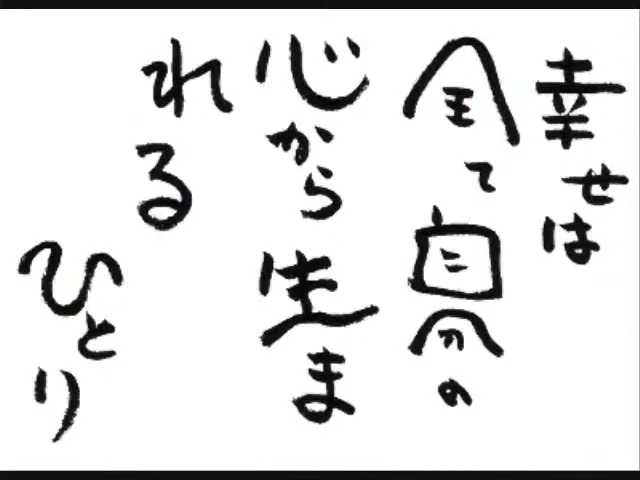 幸せは
全て自分の
心から生ま
れる
ひとり